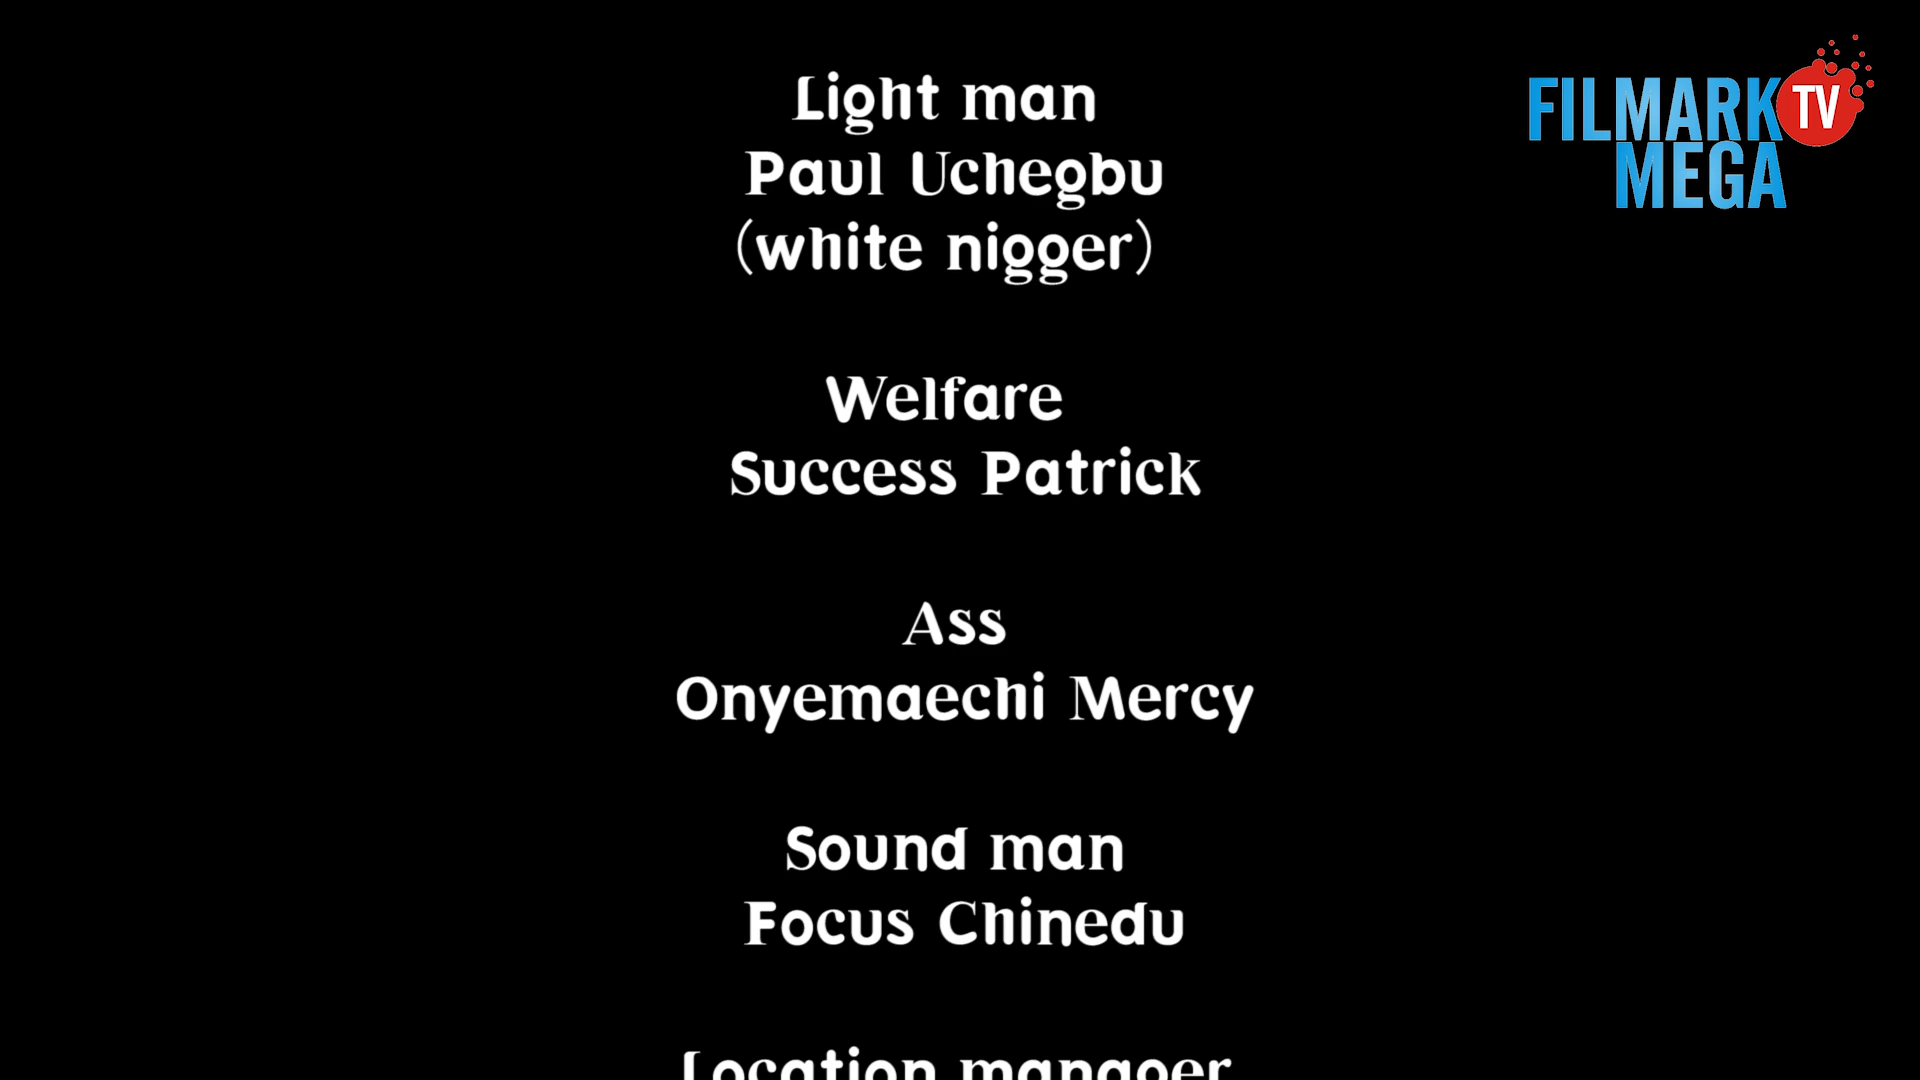 Light man
Paul Uchegbu
(white nigger)
Welfare
Success Patrick
Ass
Onyemaechi Mercy
Sound man
Focus Chinedu
Location manager
FILMARK TV
MEGA